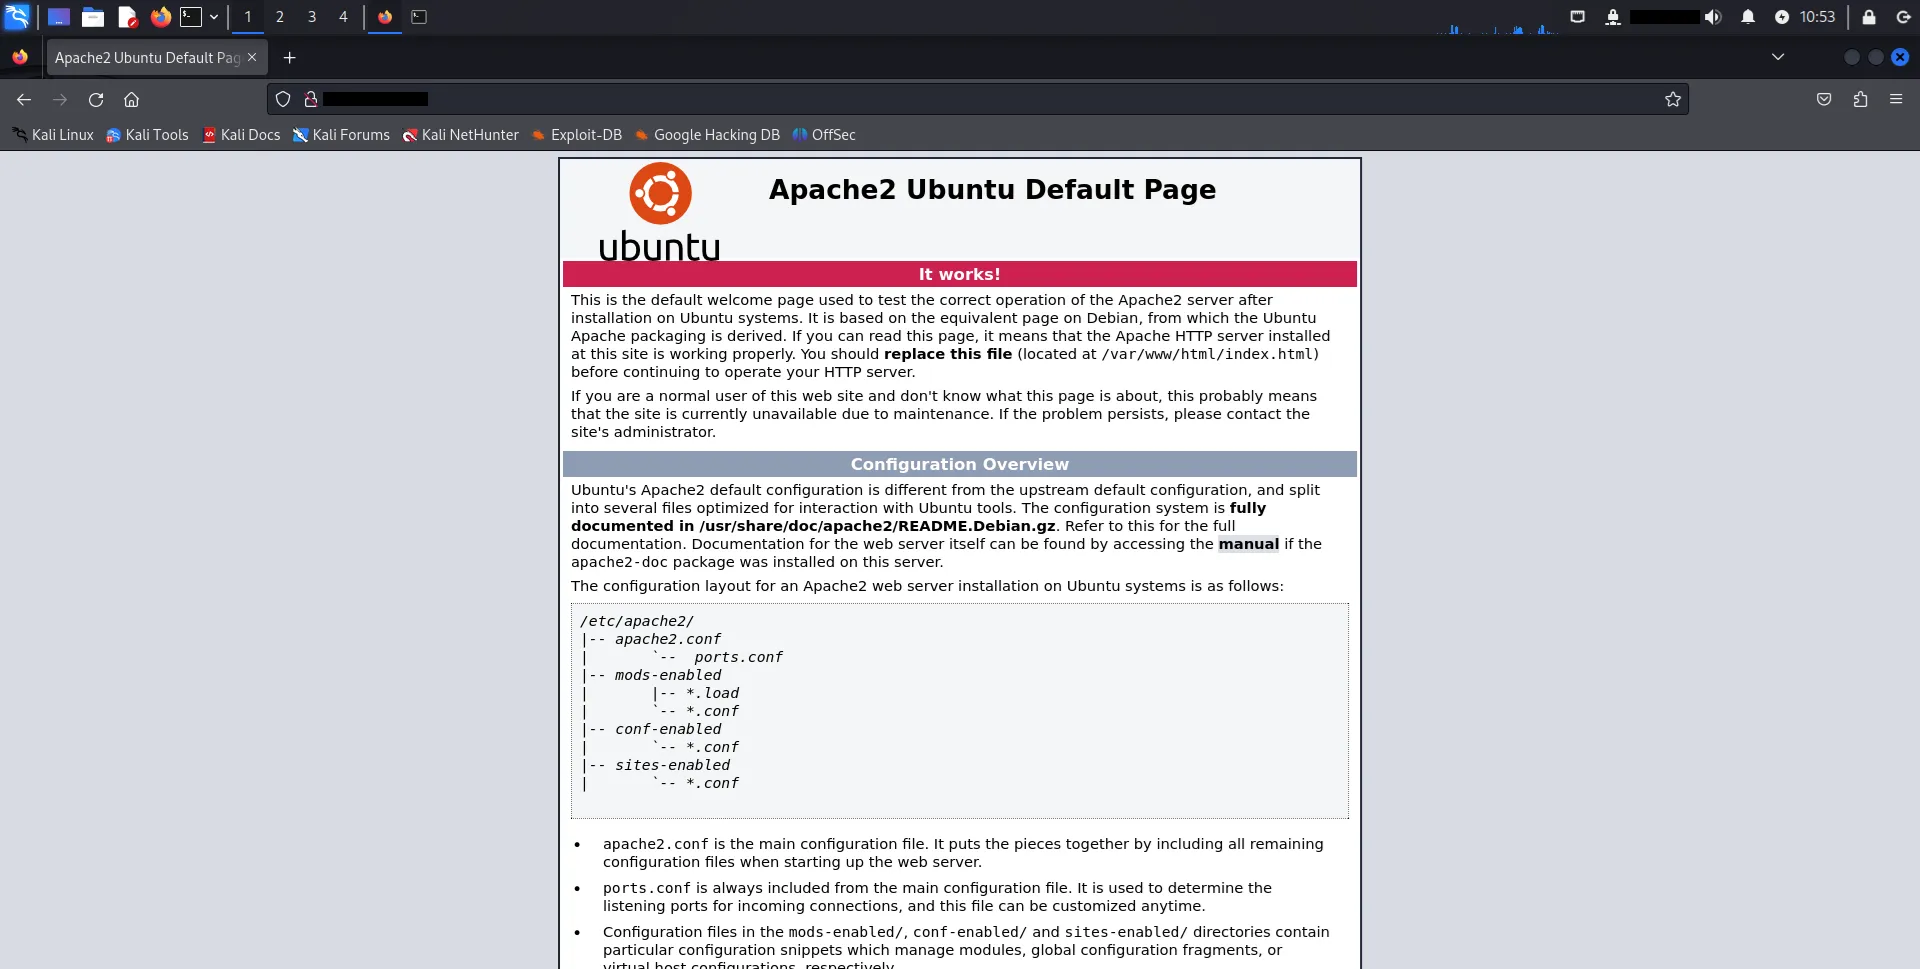 1 2 3 4 10:53
Apache2 Ubuntu Default Pag
Kali Linux Kali Tools Kali Docs Kali Forums Kali NetHunter Exploit-DB Google Hacking DB OffSec
Apache2 Ubuntu Default Page
ubuntu
It works!
This is the default welcome page used to test the correct operation of the Apache2 server after
installation on Ubuntu systems. It is based on the equivalent page on Debian, from which the Ubuntu
Apache packaging is derived. If you can read this page, it means that the Apache HTTP server installed
at this site is working properly. You should replace this file (located at /var/www/html/index.html)
before continuing to operate your HTTP server.
If you are a normal user of this web site and don't know what this page is about, this probably means
that the site is currently unavailable due to maintenance. If the problem persists, please contact the
site's administrator.
Configuration Overview
Ubuntu's Apache2 default configuration is different from the upstream default configuration, and split
into several files optimized for interaction with Ubuntu tools. The configuration system is fully
documented in /usr/share/doc/apache2/README.Debian.gz. Refer to this for the full
documentation. Documentation for the web server itself can be found by accessing the manual if the
apache2-doc package was installed on this server.
The configuration layout for an Apache2 web server installation on Ubuntu systems is as follows:
/etc/apache2/
|-- apache2.conf
|       `--  ports.conf
|-- mods-enabled
|       |-- *.load
|       `-- *.conf
|-- conf-enabled
|       `-- *.conf
|-- sites-enabled
|       `-- *.conf
• apache2.conf is the main configuration file. It puts the pieces together by including all remaining
configuration files when starting up the web server.
• ports.conf is always included from the main configuration file. It is used to determine the
listening ports for incoming connections, and this file can be customized anytime.
• Configuration files in the mods-enabled/, conf-enabled/ and sites-enabled/ directories contain
particular configuration snippets which manage modules, global configuration fragments, or
virtual host configurations, respectively.